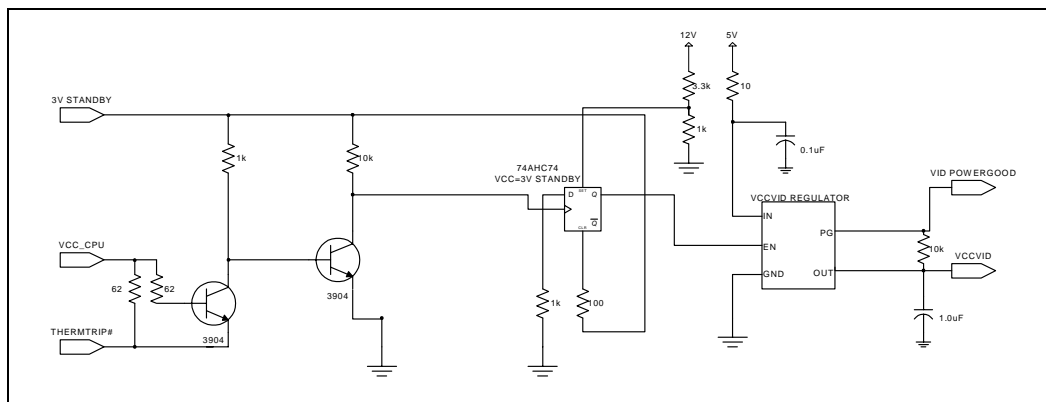 12V
5V
3.3k
10
3V STANDBY
1k
10k
1k
0.1uF
74AHC74
VCC=3V STANDBY
SET
D
Q
Q
CLR
VID POWERGOOD
VCCVID REGULATOR
IN
PG
EN
10k
VCC_CPU
GND
OUT
VCCVID
62
62
3904
1k
100
1.0uF
THERMTRIP#
3904